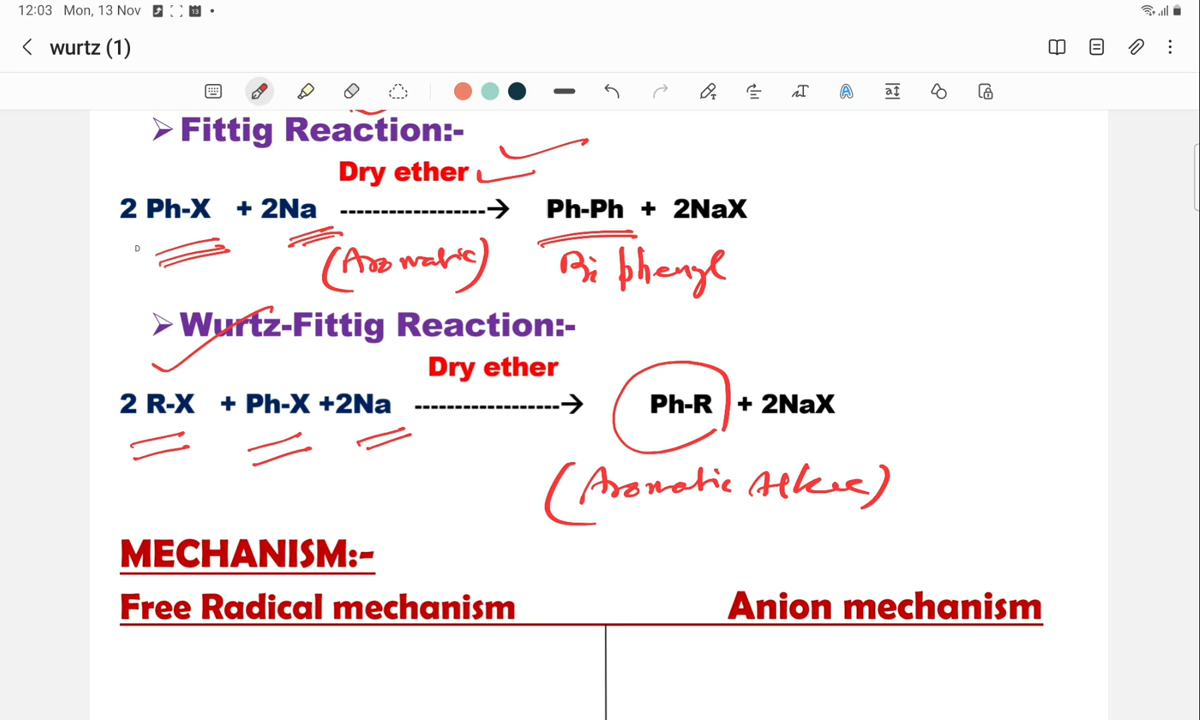 12:03 Mon, 13 Nov
wurtz (1)
➢Fittig Reaction:-
Dry ether
2 Ph-X + 2Na ------------------→ Ph-Ph + 2NaX
(Aromatic) Bi phenyl
➢Wurtz-Fittig Reaction:-
Dry ether
2 R-X + Ph-X +2Na ------------------→ Ph-R + 2NaX
(Aromatic
MECHANISM:-
Free Radical mechanism Anion mechanism